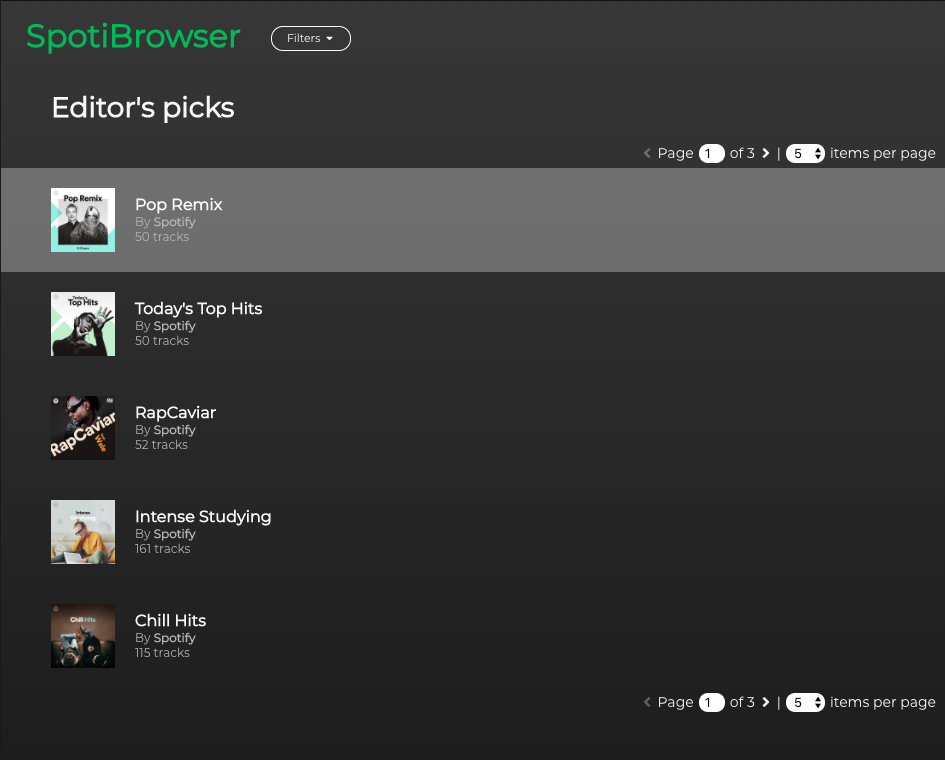 SpotiBrowser
Filters
Editor's picks
Page 1 of 3 | 5 items per page
Pop Remix
Pop Remix
By Spotify
50 tracks
Today's
Top Hits
Today's Top Hits
By Spotify
50 tracks
RapCaviar
Wale
RapCaviar
By Spotify
52 tracks
Intense
Studying
Intense Studying
By Spotify
161 tracks
Chill Hits
Chill Hits
By Spotify
115 tracks
Page 1 of 3 | 5 items per page